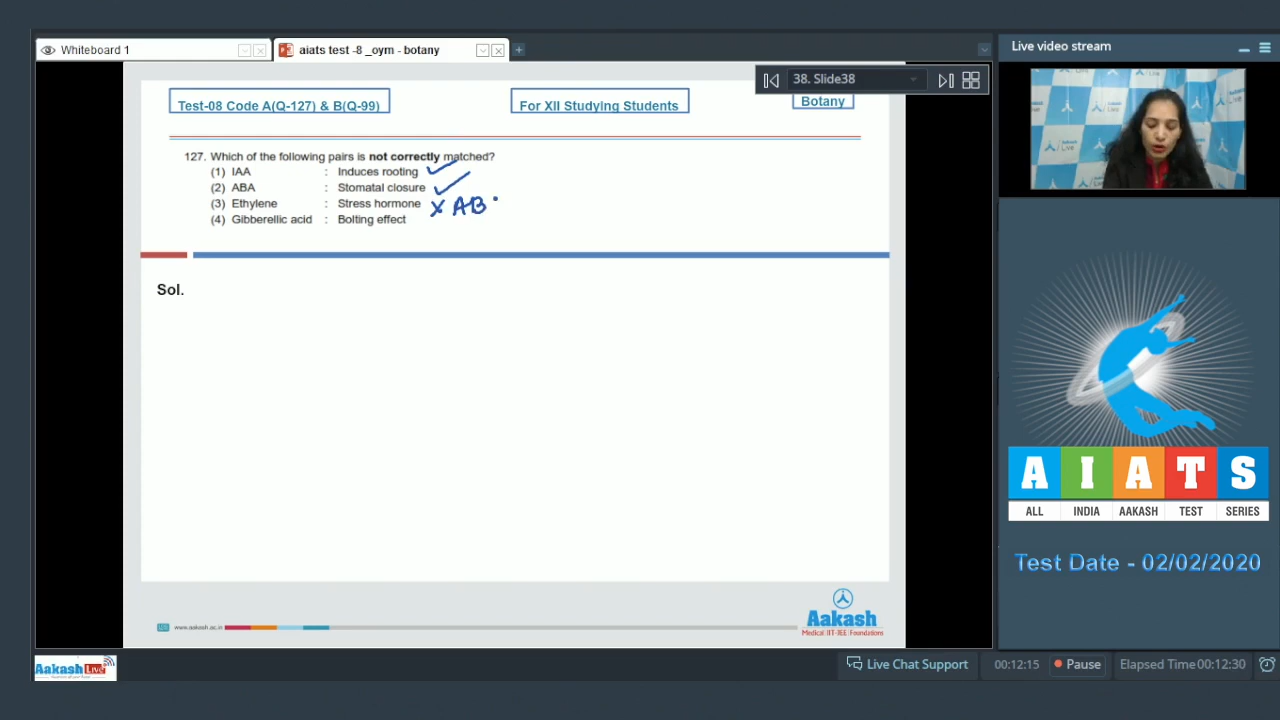 Whiteboard 1
aiats test -8 _oym - botany
Live video stream
38. Slide38
Test-08 Code A(Q-127) & B(Q-99)
For XII Studying Students
Botany
127. Which of the following pairs is not correctly matched?
(1) IAA : Induces rooting
(2) ABA : Stomatal closure
(3) Ethylene : Stress hormone X AB
(4) Gibberellic acid : Bolting effect
Sol.
A I A T S
ALL INDIA AAKASH TEST SERIES
Test Date - 02/02/2020
www.aakash.ac.in
Aakash
Medical | IIT-JEE | Foundations
Aakash Live
Live Chat Support
00:12:15
Pause
Elapsed Time 00:12:30